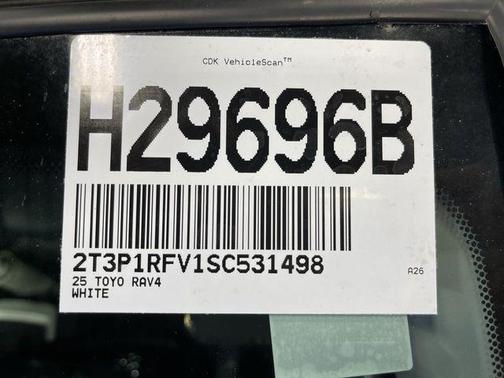 CDK VehicleScan™
H29696B
2T3P1RFV1SC531498
25 TOYO RAV4
WHITE
A26